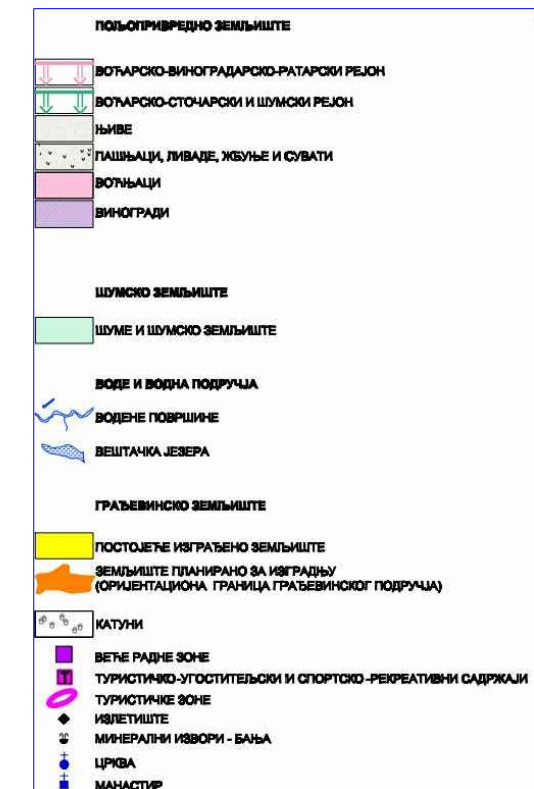 ПОЉОПРИВРЕДНО ЗЕМЉИШТЕ
ВОЋАРСКО-ВИНОГРАДАРСКО-РАТАРСКИ РЕЈОН
ВОЋАРСКО-СТОЧАРСКИ И ШУМСКИ РЕЈОН
ЊИВЕ
ПАШЊАЦИ, ЛИВАДЕ, ЖБУЊЕ И СУВАТИ
ВОЋЊАЦИ
ВИНОГРАДИ
ШУМСКО ЗЕМЉИШТЕ
ШУМЕ И ШУМСКО ЗЕМЉИШТЕ
ВОДЕ И ВОДНА ПОДРУЧЈА
ВОДЕНЕ ПОВРШИНЕ
ВЕШТАЧКА ЈЕЗЕРА
ГРАЂЕВИНСКО ЗЕМЉИШТЕ
ПОСТОЈЕЋЕ ИЗГРАЂЕНО ЗЕМЉИШТЕ
ЗЕМЉИШТЕ ПЛАНИРАНО ЗА ИЗГРАДЊУ
(ОРИЈЕНТАЦИОНА ГРАНИЦА ГРАЂЕВИНСКОГ ПОДРУЧЈА)
КАТУНИ
ВЕЋЕ РАДНЕ ЗОНЕ
Т ТУРИСТИЧКО-УГОСТИТЕЉСКИ И СПОРТСКО -РЕКРЕАТИВНИ САДРЖАЈИ
ТУРИСТИЧКЕ ЗОНЕ
ИЗЛЕТИШТЕ
МИНЕРАЛНИ ИЗВОРИ - БАЊА
ЦРКВА
МАНАСТИР